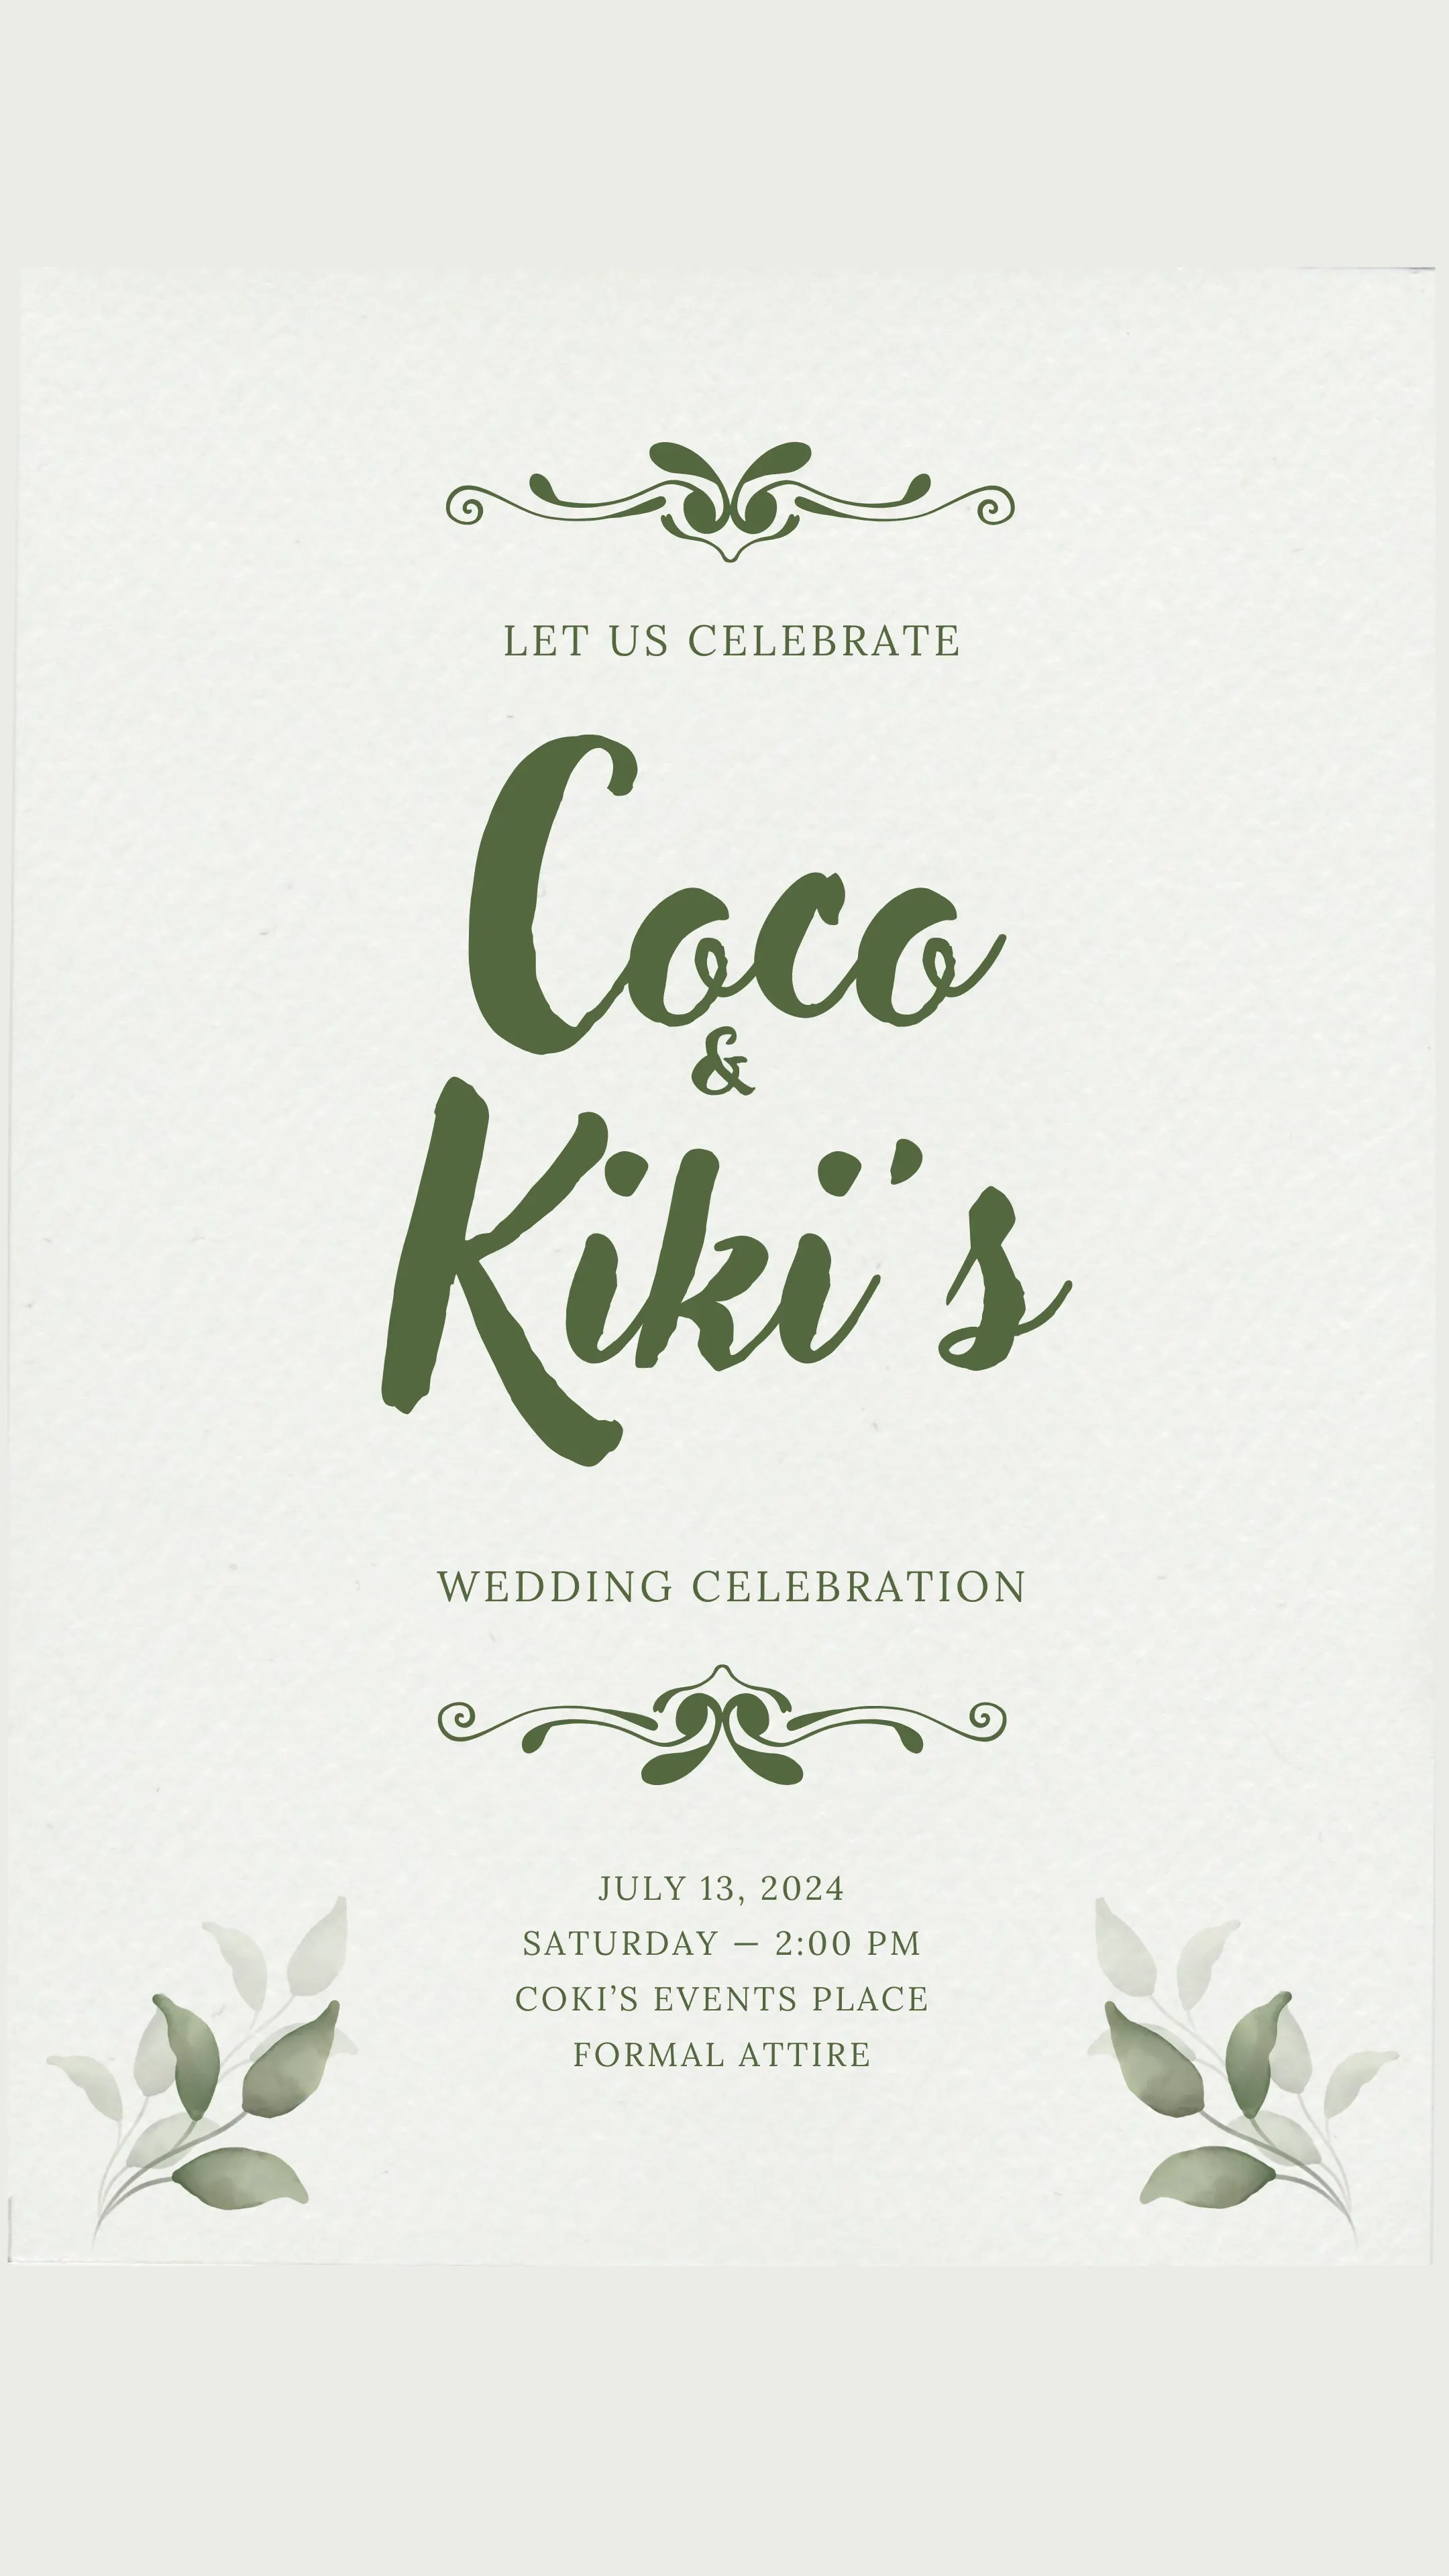 LET US CELEBRATE
Coco
&
Kiki's
WEDDING CELEBRATION
JULY 13, 2024
SATURDAY — 2:00 PM
COKI'S EVENTS PLACE
FORMAL ATTIRE